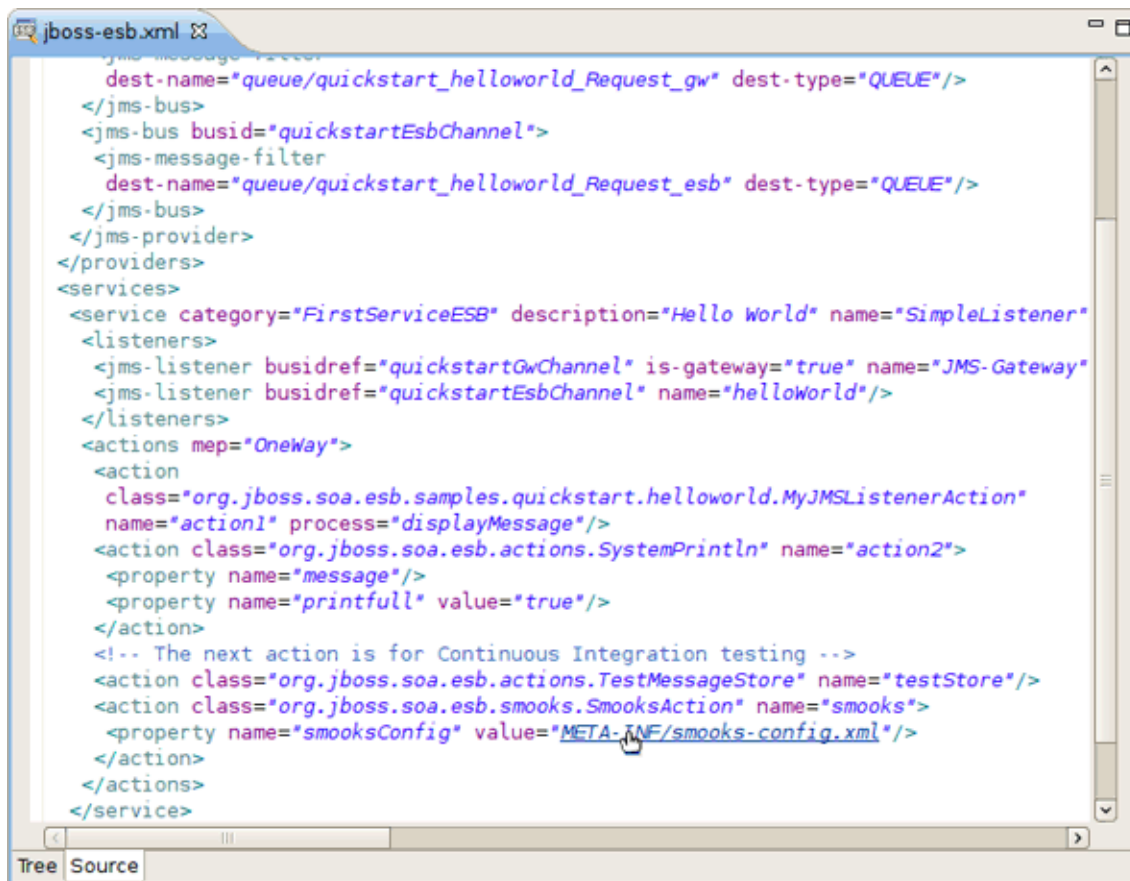 jboss-esb.xml
<jms-message-filter
dest-name="queue/quickstart_helloworld_Request_gw" dest-type="QUEUE"/>
</jms-bus>
<jms-bus busid="quickstartEsbChannel">
<jms-message-filter
dest-name="queue/quickstart_helloworld_Request_esb" dest-type="QUEUE"/>
</jms-bus>
</jms-provider>
</providers>
<services>
<service category="FirstServiceESB" description="Hello World" name="SimpleListener"
<listeners>
<jms-listener busidref="quickstartGwChannel" is-gateway="true" name="JMS-Gateway"
<jms-listener busidref="quickstartEsbChannel" name="helloWorld"/>
</listeners>
<actions mep="OneWay">
<action
class="org.jboss.soa.esb.samples.quickstart.helloworld.MyJMSListenerAction"
name="action1" process="displayMessage"/>
<action class="org.jboss.soa.esb.actions.SystemPrintln" name="action2">
<property name="message"/>
<property name="printfull" value="true"/>
</action>
<!-- The next action is for Continuous Integration testing -->
<action class="org.jboss.soa.esb.actions.TestMessageStore" name="testStore"/>
<action class="org.jboss.soa.esb.smooks.SmooksAction" name="smooks">
<property name="smooksConfig" value="META-INF/smooks-config.xml"/>
</action>
</actions>
</service>
Tree Source